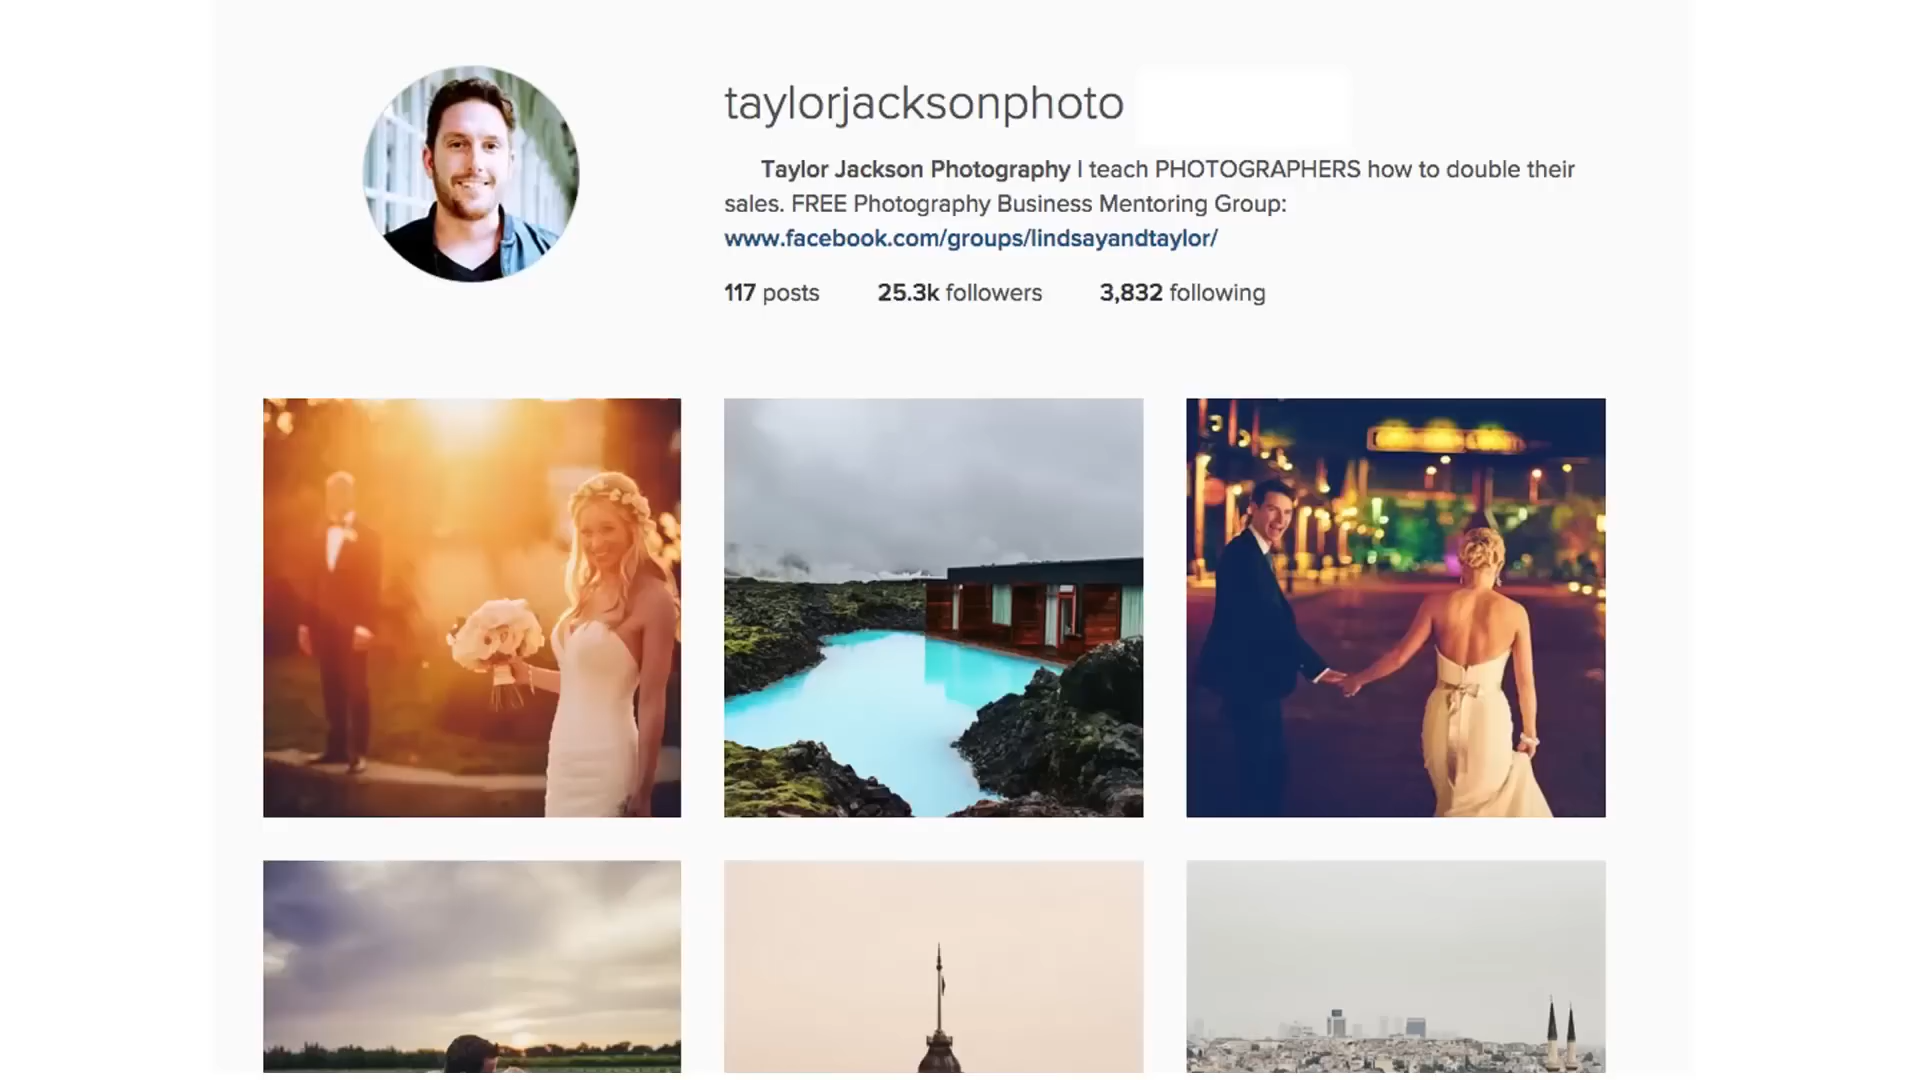 taylorjacksonphoto
Taylor Jackson Photography I teach PHOTOGRAPHERS how to double their
sales. FREE Photography Business Mentoring Group:
www.facebook.com/groups/lindsayandtaylor/
117 posts 25.3k followers 3,832 following